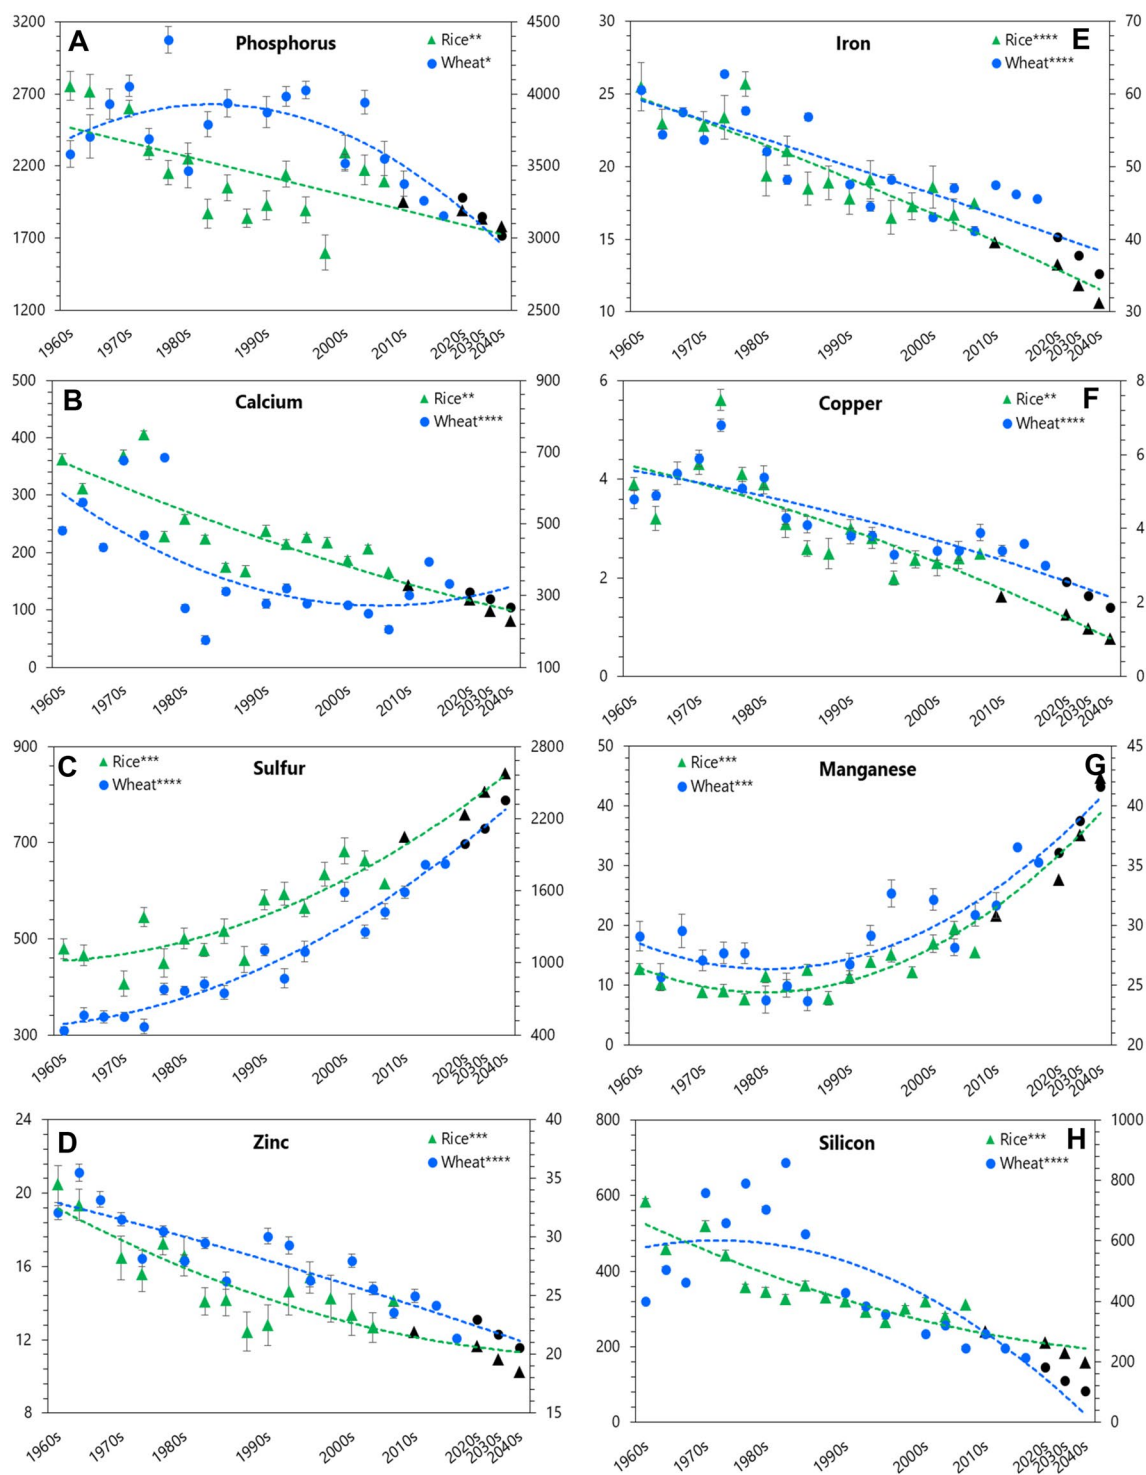 A Phosphorus
Rice**
Wheat*
3200
2700
2200
1700
1200
4500
4000
3500
3000
2500
1960s 1970s 1980s 1990s 2000s 2010s 2020s 2030s 2040s
E Iron
Rice****
Wheat****
30
25
20
15
10
70
60
50
40
30
1960s 1970s 1980s 1990s 2000s 2010s 2020s 2030s 2040s
B Calcium
Rice**
Wheat****
500
400
300
200
100
0
900
700
500
300
100
1960s 1970s 1980s 1990s 2000s 2010s 2020s 2030s 2040s
F Copper
Rice**
Wheat****
6
4
2
0
8
6
4
2
0
1960s 1970s 1980s 1990s 2000s 2010s 2020s 2030s 2040s
C Sulfur
Rice***
Wheat****
900
700
500
300
2800
2200
1600
1000
400
1960s 1970s 1980s 1990s 2000s 2010s 2020s 2030s 2040s
G Manganese
Rice***
Wheat***
50
40
30
20
10
0
45
40
35
30
25
20
1960s 1970s 1980s 1990s 2000s 2010s 2020s 2030s 2040s
D Zinc
Rice***
Wheat****
24
20
16
12
8
40
35
30
25
20
15
1960s 1970s 1980s 1990s 2000s 2010s 2020s 2030s 2040s
H Silicon
Rice***
Wheat****
800
600
400
200
0
1000
800
600
400
200
0
1960s 1970s 1980s 1990s 2000s 2010s 2020s 2030s 2040s